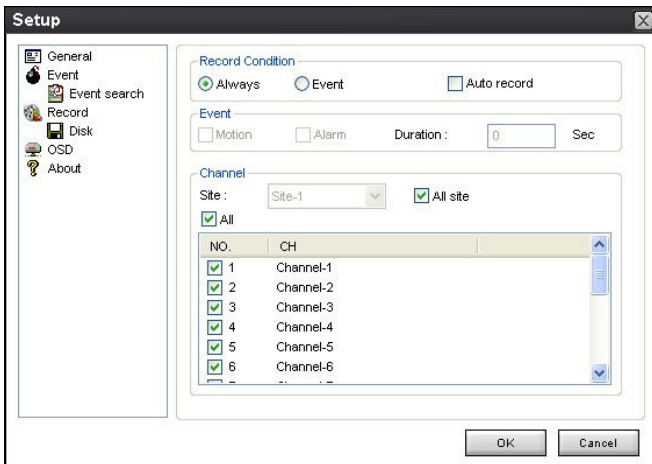 Setup
General
Event
Event search
Record
Disk
OSD
About
Record Condition
Always Event Auto record
Event
Motion Alarm Duration : 0 Sec
Channel
Site : Site-1 All site
All
NO. CH
1 Channel-1
2 Channel-2
3 Channel-3
4 Channel-4
5 Channel-5
6 Channel-6
OK Cancel